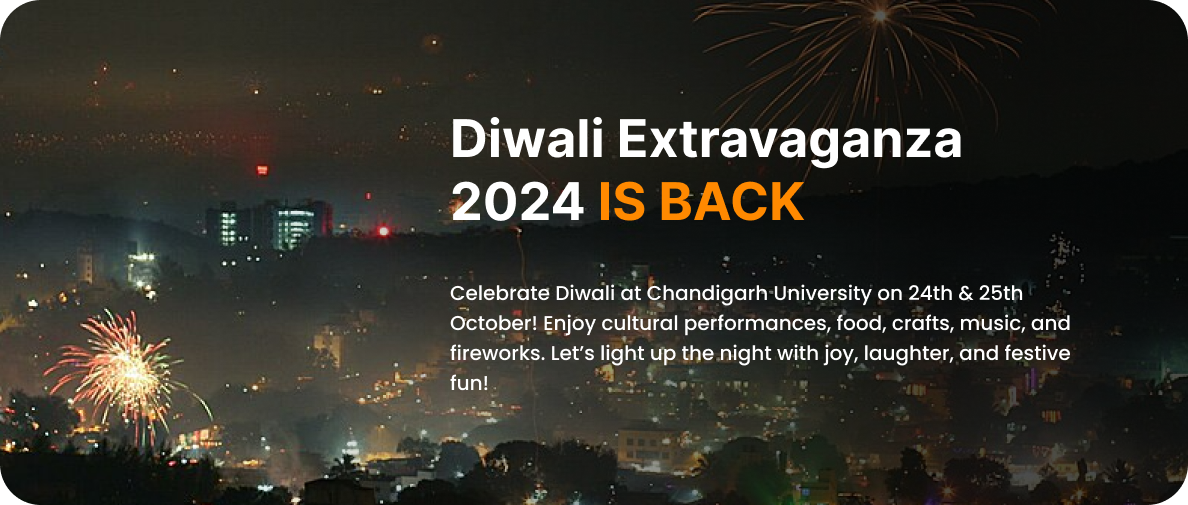 Diwali Extravaganza
2024 IS BACK
Celebrate Diwali at Chandigarh University on 24th & 25th
October! Enjoy cultural performances, food, crafts, music, and
fireworks. Let’s light up the night with joy, laughter, and festive
fun!